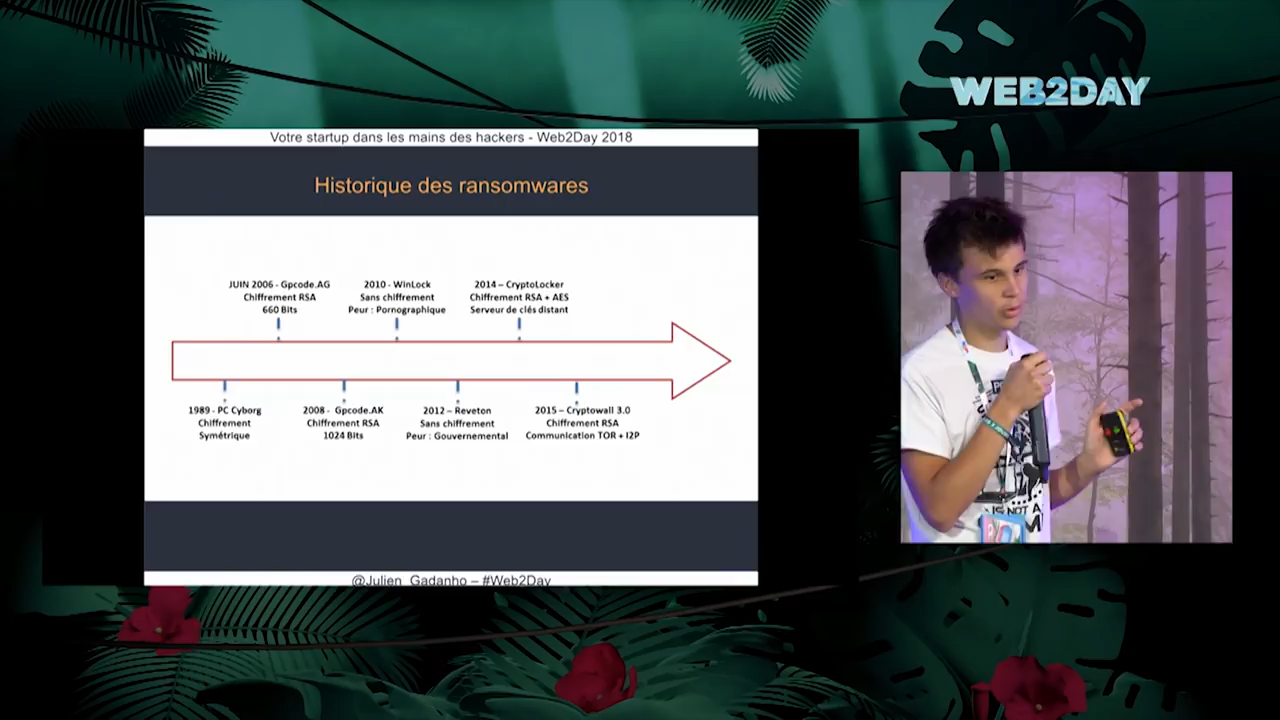 WEB2DAY
Votre startup dans les mains des hackers - Web2Day 2018
Historique des ransomwares
JUIN 2006 - Gpcode.AG
Chiffrement RSA
660 Bits
2010 - WinLock
Sans chiffrement
Peur : Pornographique
2014 – CryptoLocker
Chiffrement RSA + AES
Serveur de clés distant
1989 - PC Cyborg
Chiffrement
Symétrique
2008 - Gpcode.AK
Chiffrement RSA
1024 Bits
2012 – Reveton
Sans chiffrement
Peur : Gouvernemental
2015 – Cryptowall 3.0
Chiffrement RSA
Communication TOR + I2P
@Julien_Gadanho – #Web2Day
IS NOT A